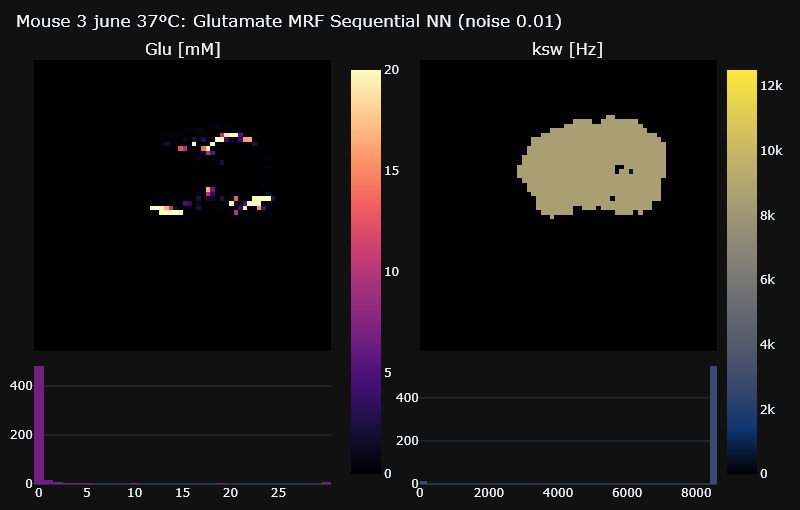 Mouse 3 june 37ºC: Glutamate MRF Sequential NN (noise 0.01)
Glu [mM]
ksw [Hz]
20
15
10
5
0
12k
10k
8k
6k
4k
2k
0
400
200
0
0 5 10 15 20 25
400
200
0
0 2000 4000 6000 8000